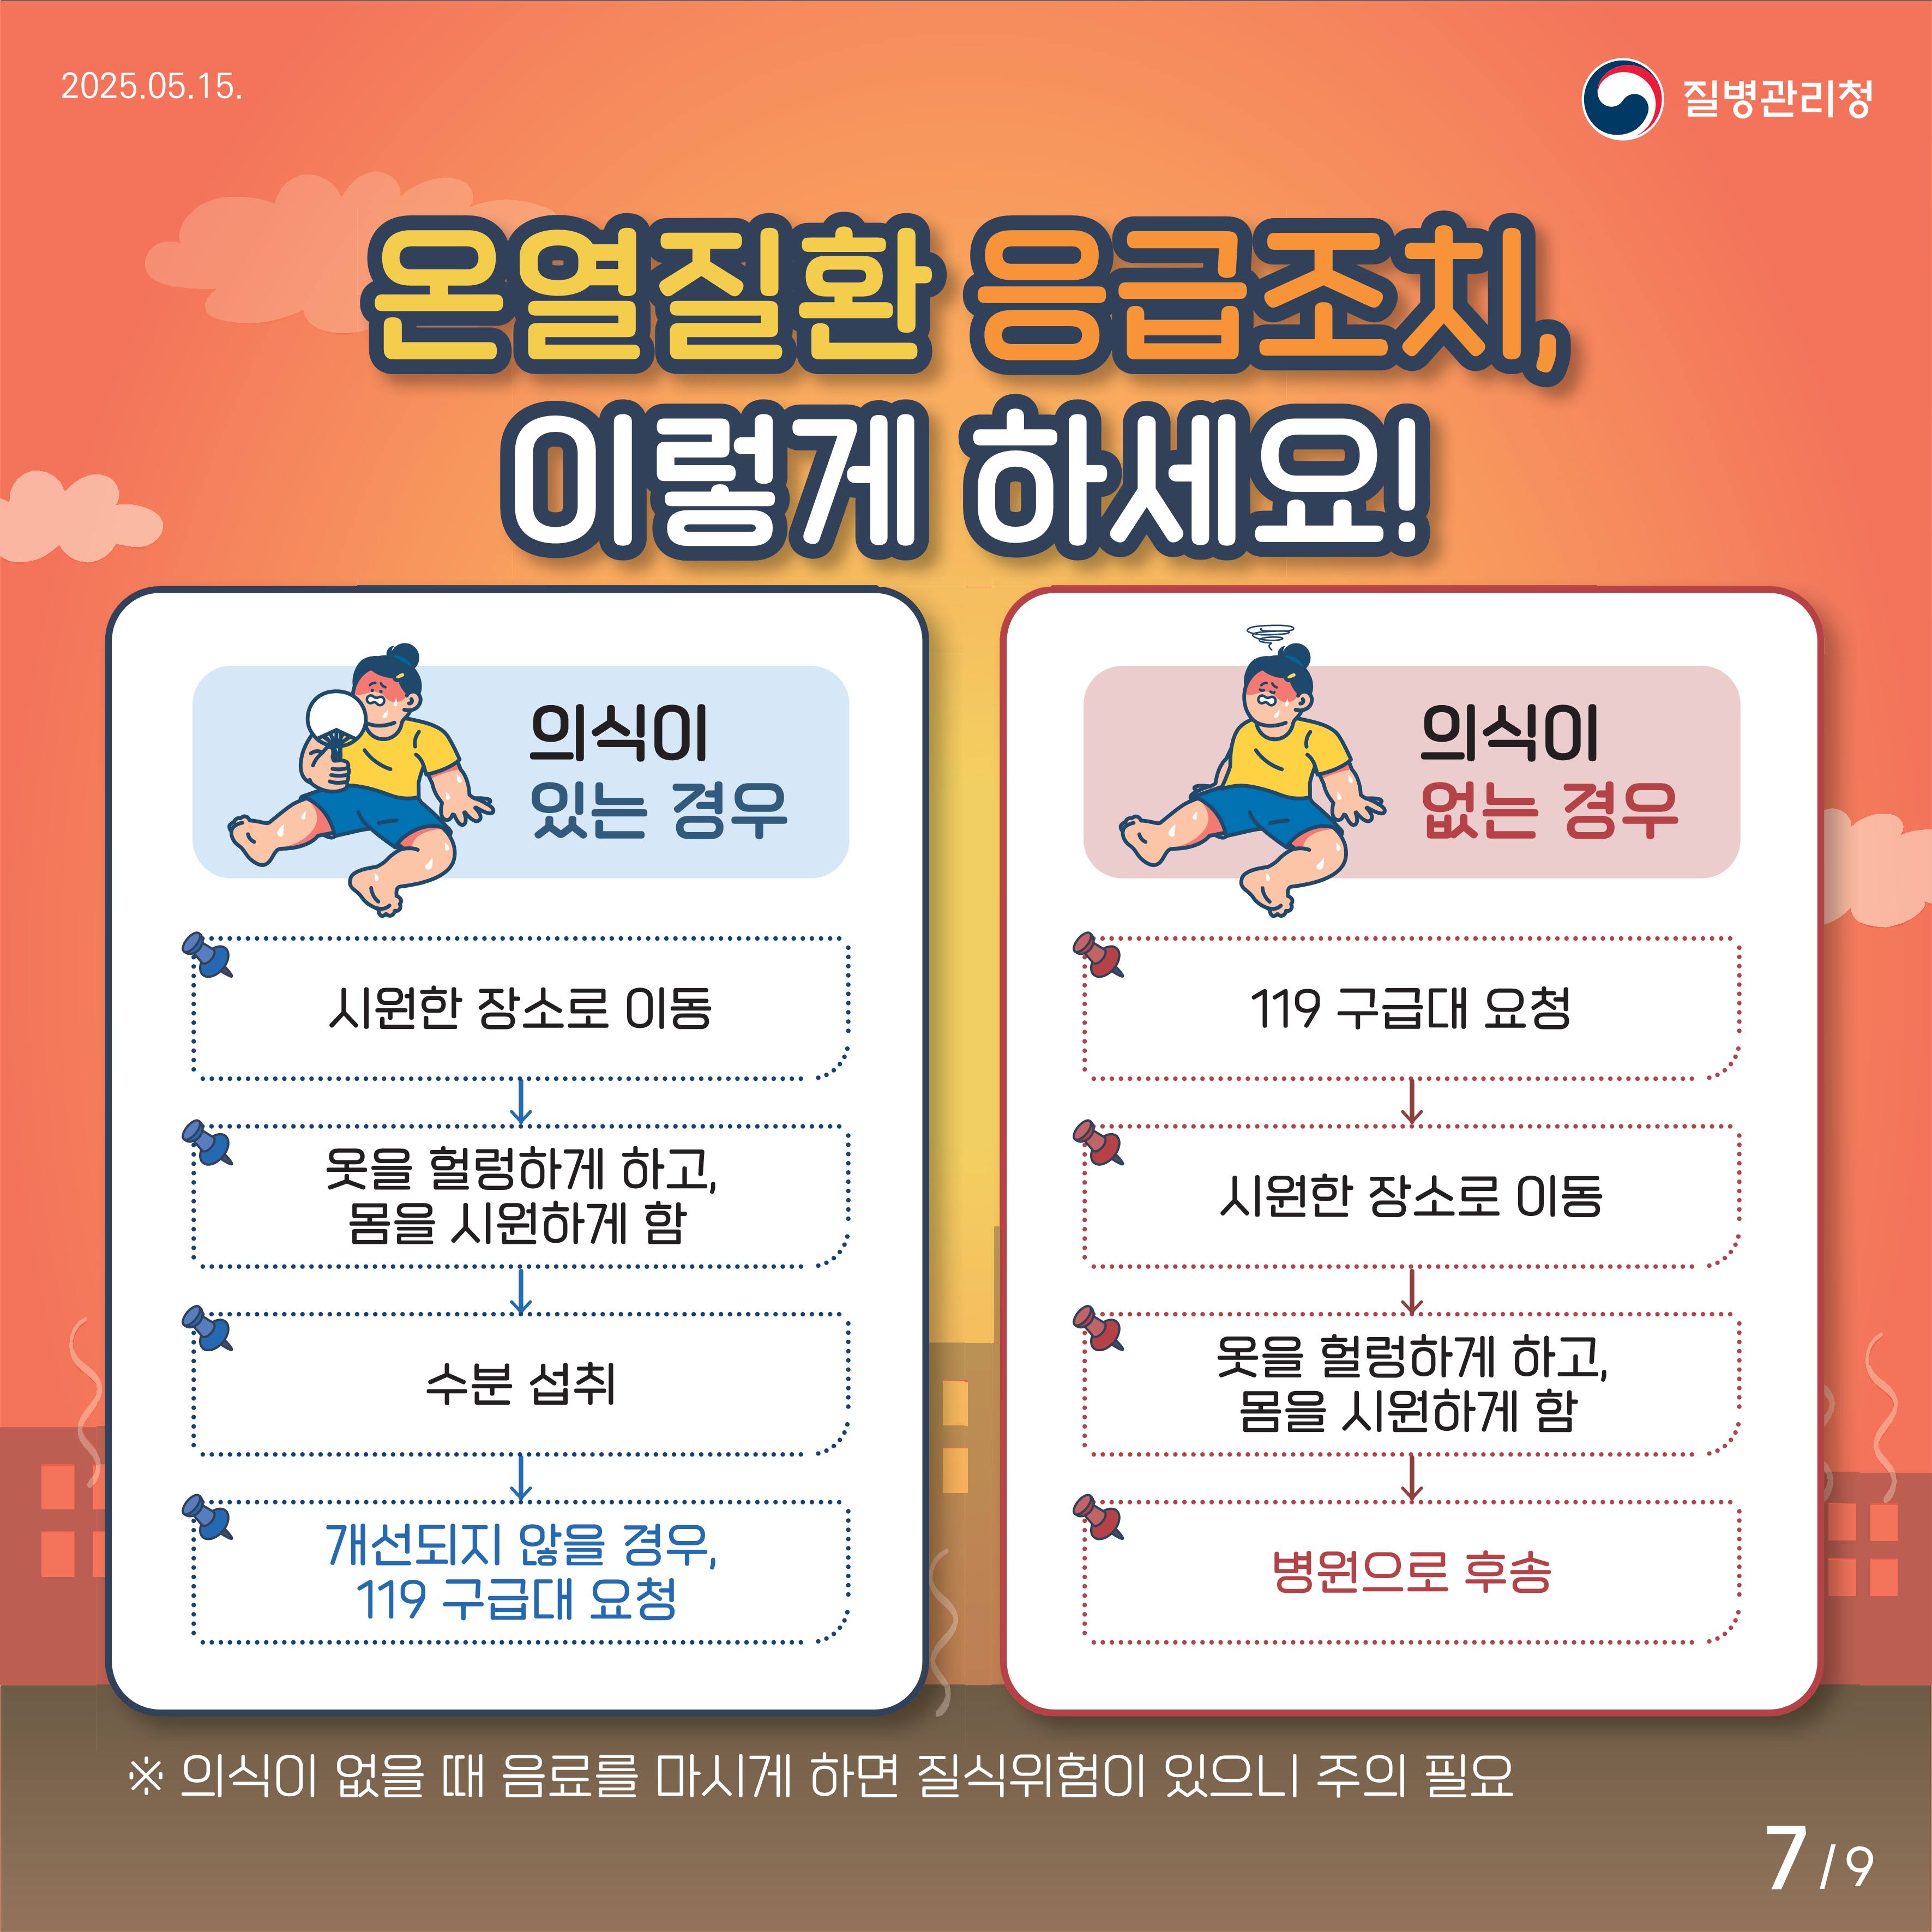 2025.05.15.
질병관리청
온열질환 응급조치,
이렇게 하세요!
의식이
있는 경우
시원한 장소로 이동
옷을 헐렁하게 하고,
몸을 시원하게 함
수분 섭취
개선되지 않을 경우,
119 구급대 요청
의식이
없는 경우
119 구급대 요청
시원한 장소로 이동
옷을 헐렁하게 하고,
몸을 시원하게 함
병원으로 후송
※ 의식이 없을 때 음료를 마시게 하면 질식위험이 있으니 주의 필요
7/9